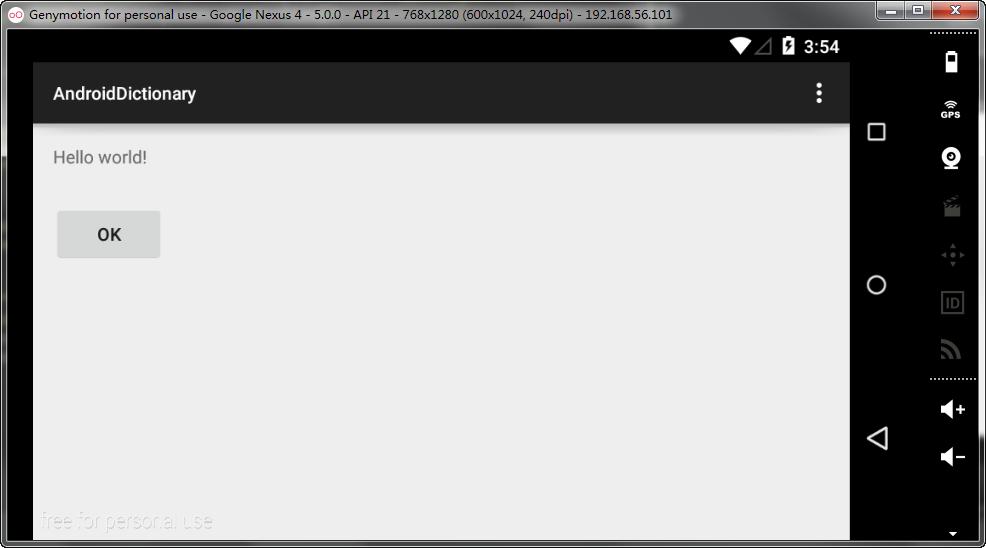 Genymotion for personal use - Google Nexus 4 - 5.0.0 - API 21 - 768x1280 (600x1024, 240dpi) - 192.168.56.101
3:54
AndroidDictionary
GPS
Hello world!
OK
ID
free for personal use